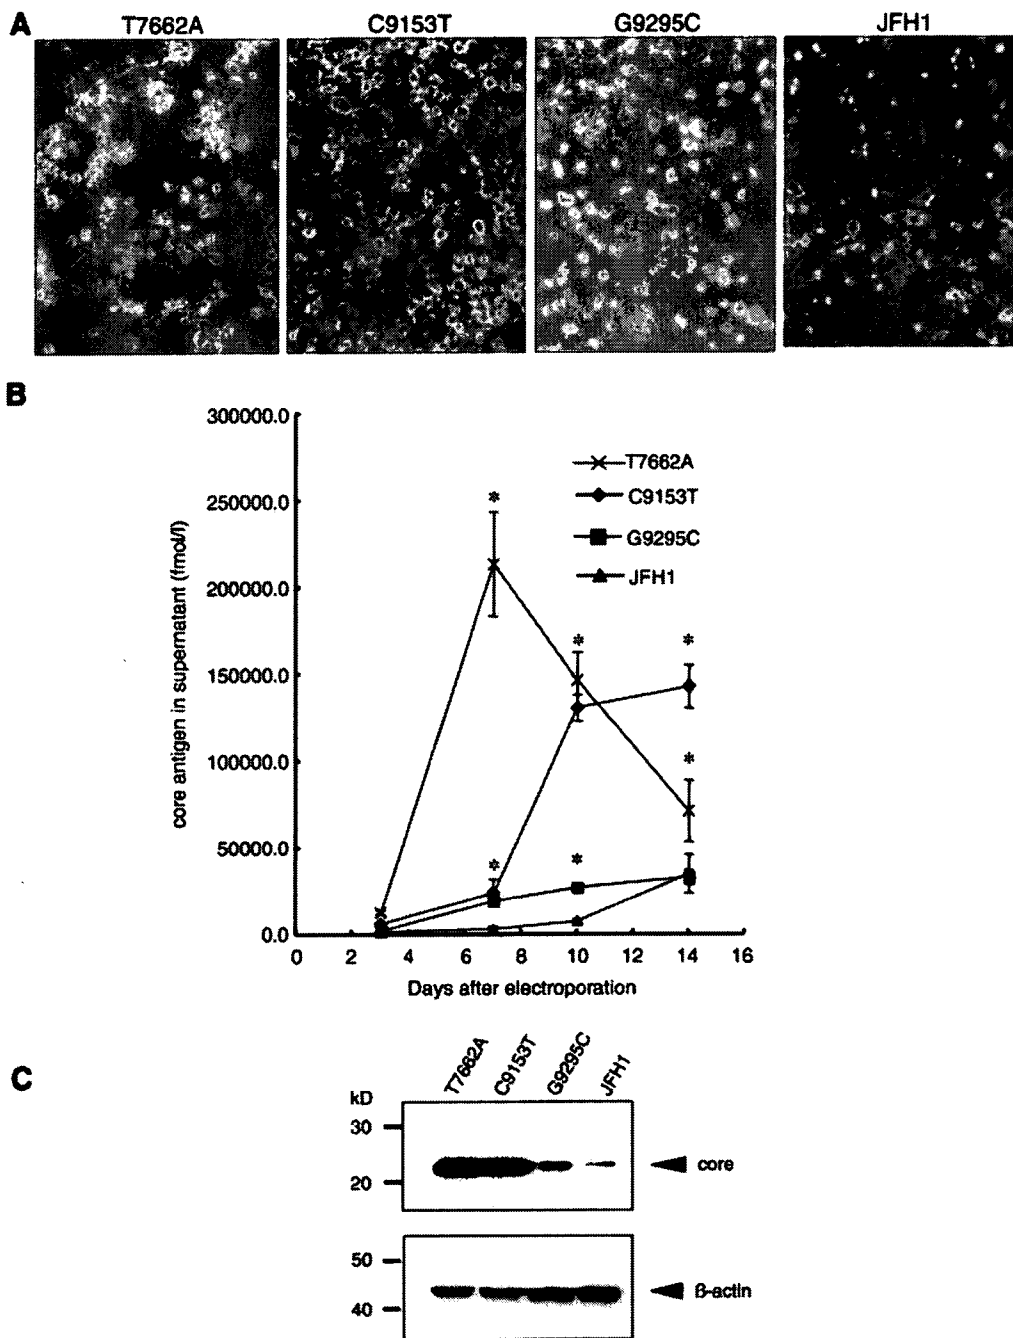 A
T7662A C9153T G9295C JFH1
B
300000.0
250000.0
200000.0
150000.0
100000.0
50000.0
0.0
core antigen in supernatant (fmol/l)
T7662A
C9153T
G9295C
JFH1
*
*
*
*
*
*
0 2 4 6 8 10 12 14 16
Days after electroporation
C
T7662A C9153T G9295C JFH1
kD
30
20
core
50
40
ß-actin